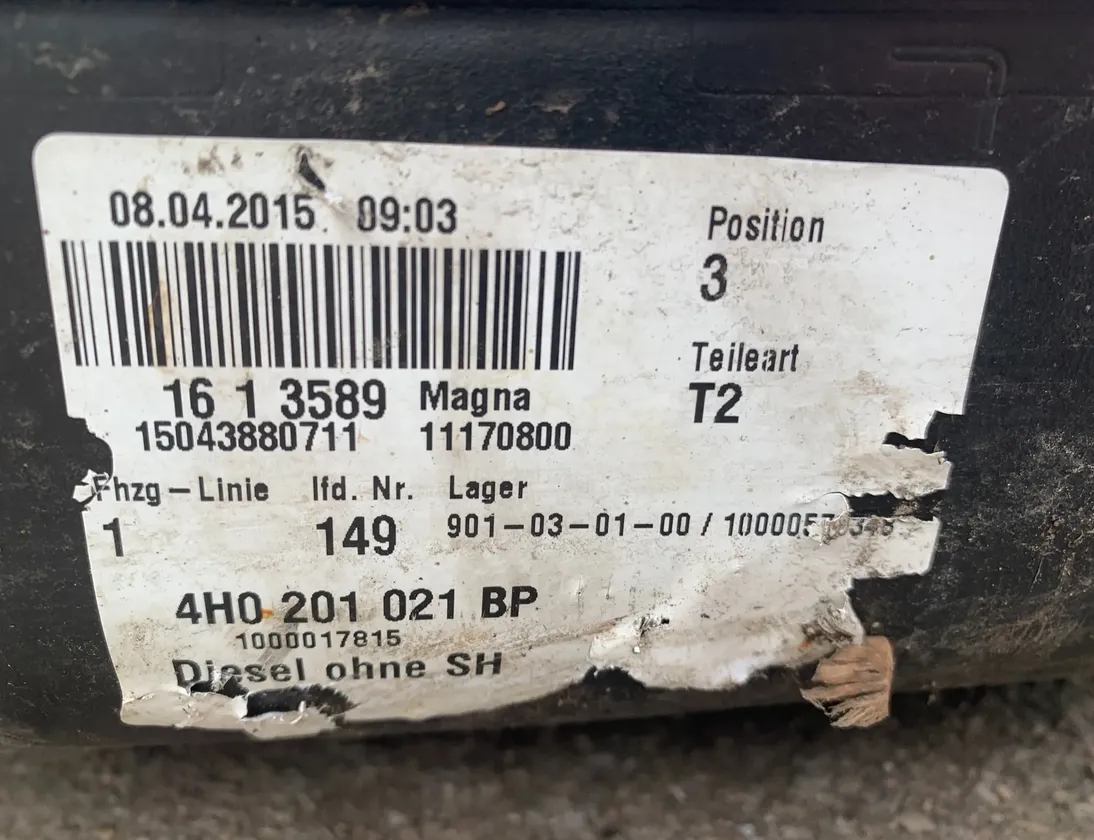 08.04.2015 09:03
Position
3
Teileart
T2
16 1 3589 Magna
15043880711 11170800
Fhzg-Linie lfd. Nr. Lager
1 149 901-03-01-00 /
4H0 201 021 BP
1000017815
Diesel ohne SH